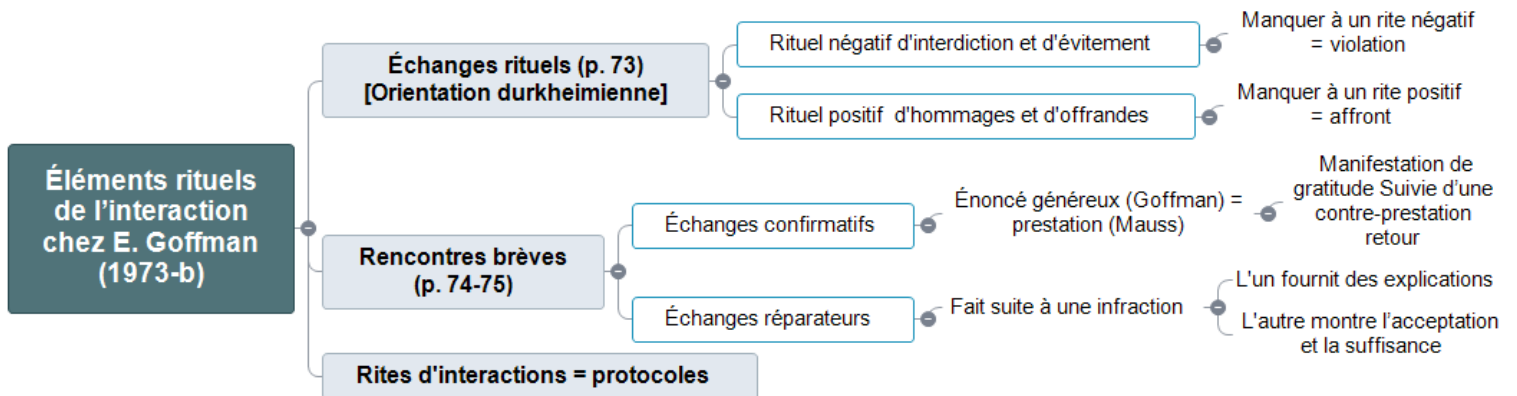 Éléments rituels
de l’interaction
chez E. Goffman
(1973-b)
Échanges rituels (p. 73)
[Orientation durkheimienne]
Rituel négatif d'interdiction et d'évitement
Manquer à un rite négatif
= violation
Rituel positif  d'hommages et d'offrandes
Manquer à un rite positif
= affront
Rencontres brèves
(p. 74-75)
Échanges confirmatifs
Énoncé généreux (Goffman) =
prestation (Mauss)
Manifestation de
gratitude Suivie d’une
contre-prestation
retour
Échanges réparateurs
Fait suite à une infraction
L'un fournit des explications
L'autre montre l’acceptation
et la suffisance
Rites d'interactions = protocoles